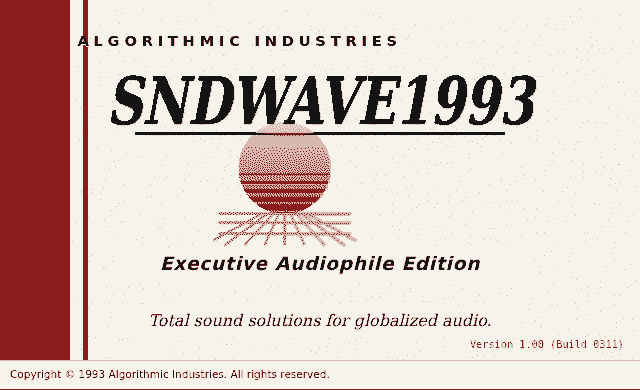 ALGORITHMIC INDUSTRIES
SNDWAVE1993
Executive Audiophile Edition
Total sound solutions for globalized audio.
Version 1.00 (Build 0311)
Copyright © 1993 Algorithmic Industries. All rights reserved.